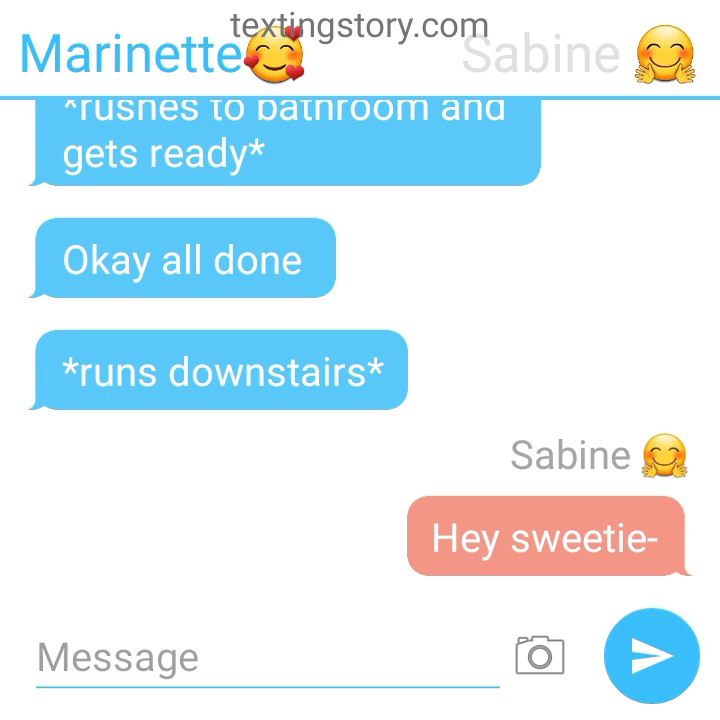 textingstory.com
Marinette🥰 Sabine 🤗
*rushes to bathroom and
gets ready*
Okay all done
*runs downstairs*
Sabine 🤗
Hey sweetie-
Message